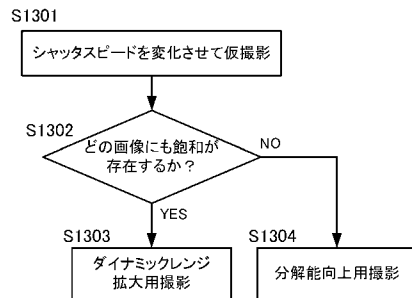 S1301
シャッタスピードを変化させて仮撮影
S1302
どの画像にも飽和が
存在するか？
NO
YES
S1303
ダイナミックレンジ
拡大用撮影
S1304
分解能向上用撮影